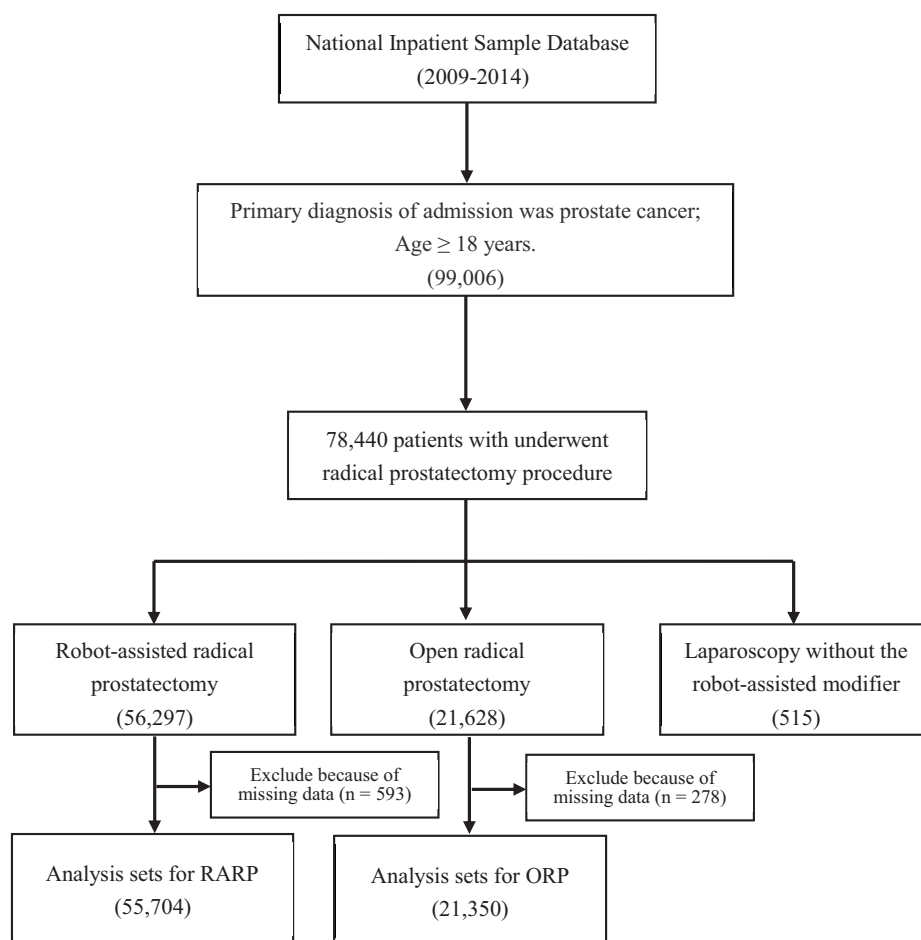 National Inpatient Sample Database
(2009-2014)
Primary diagnosis of admission was prostate cancer;
Age ≥ 18 years.
(99,006)
78,440 patients with underwent
radical prostatectomy procedure
Robot-assisted radical
prostatectomy
(56,297)
Open radical
prostatectomy
(21,628)
Laparoscopy without the
robot-assisted modifier
(515)
Exclude because of
missing data (n = 593)
Exclude because of
missing data (n = 278)
Analysis sets for RARP
(55,704)
Analysis sets for ORP
(21,350)